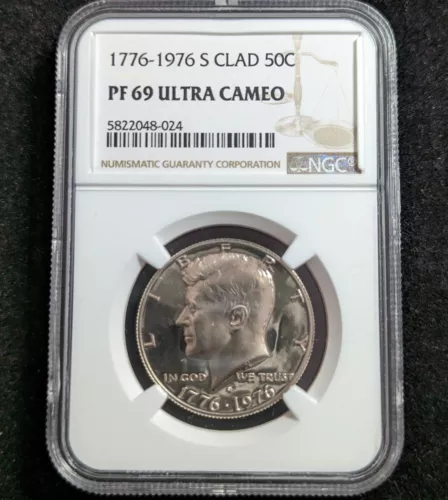 1776-1976 S CLAD 50C
PF 69 ULTRA CAMEO
5822048-024
NUMISMATIC GUARANTY CORPORATION
NGC®
LIBERTY
IN GOD WE TRUST
1776·1976